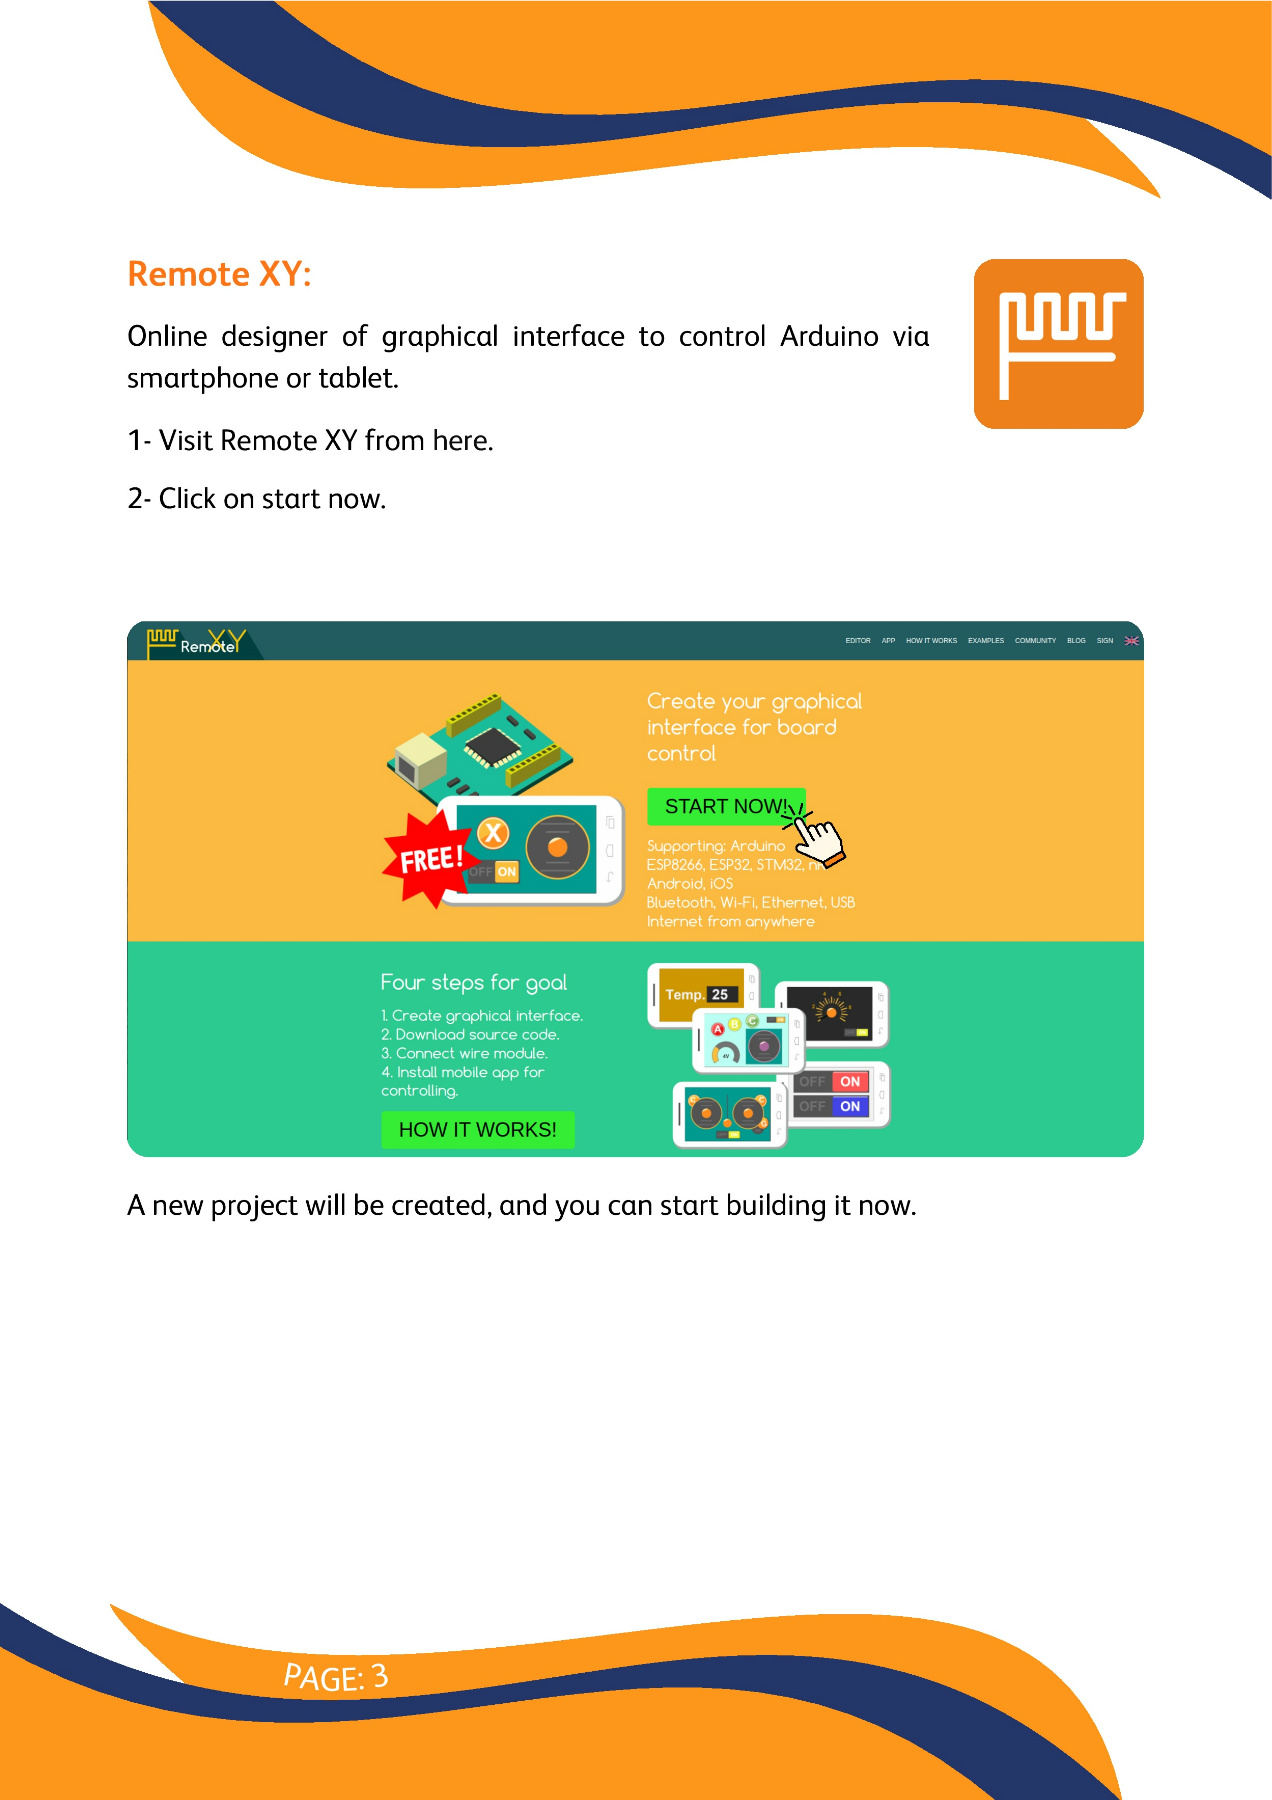 Remote XY:
Online designer of graphical interface to control Arduino via
smartphone or tablet.
1- Visit Remote XY from here.
2- Click on start now.
RemoteXY
EDITOR APP HOW IT WORKS EXAMPLES COMMUNITY BLOG SIGN
Create your graphical
interface for board
control
START NOW!
Supporting: Arduino
ESP8266, ESP32, STM32,
Android, iOS
Bluetooth, Wi-Fi, Ethernet, USB
Internet from anywhere
X
FREE!
OFF ON
Four steps for goal
1. Create graphical interface.
2. Download source code.
3. Connect wire module.
4. Install mobile app for
controlling.
HOW IT WORKS!
Temp. 25
A B C
OFF ON
OFF ON
A new project will be created, and you can start building it now.
PAGE: 3